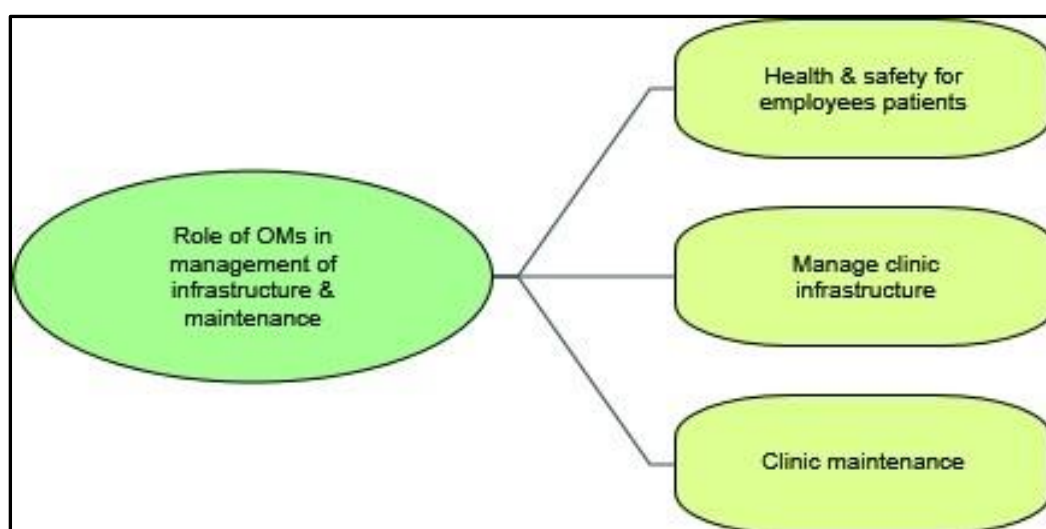 Role of OMs in
management of
infrastructure &
maintenance
Health & safety for
employees patients
Manage clinic
infrastructure
Clinic maintenance